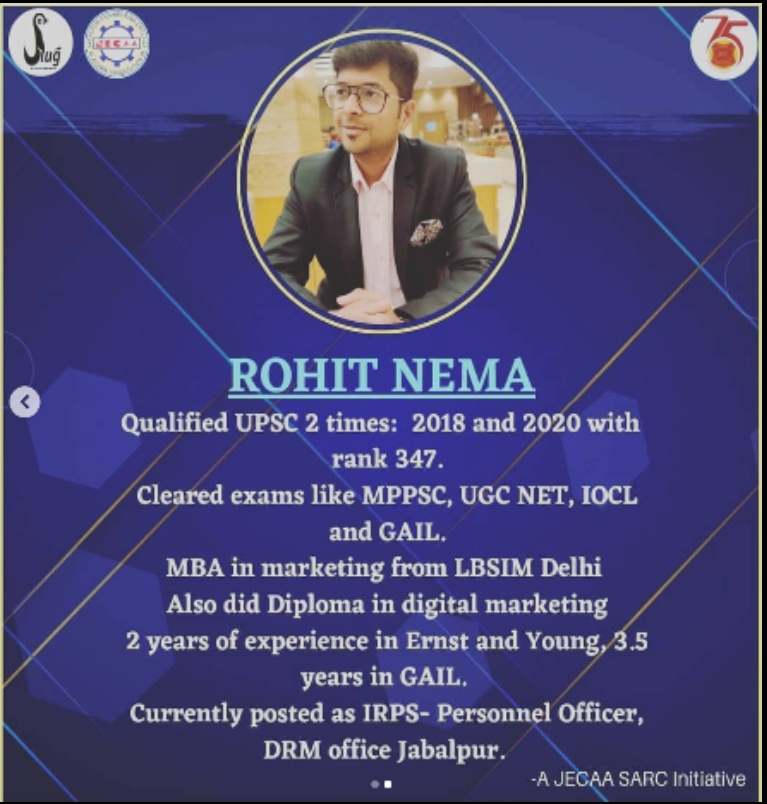 Slug
JECAA
75
ROHIT NEMA
Qualified UPSC 2 times: 2018 and 2020 with
rank 347.
Cleared exams like MPPSC, UGC NET, IOCL
and GAIL.
MBA in marketing from LBSIM Delhi
Also did Diploma in digital marketing
2 years of experience in Ernst and Young, 3.5
years in GAIL.
Currently posted as IRPS- Personnel Officer,
DRM office Jabalpur.
-A JECAA SARC Initiative